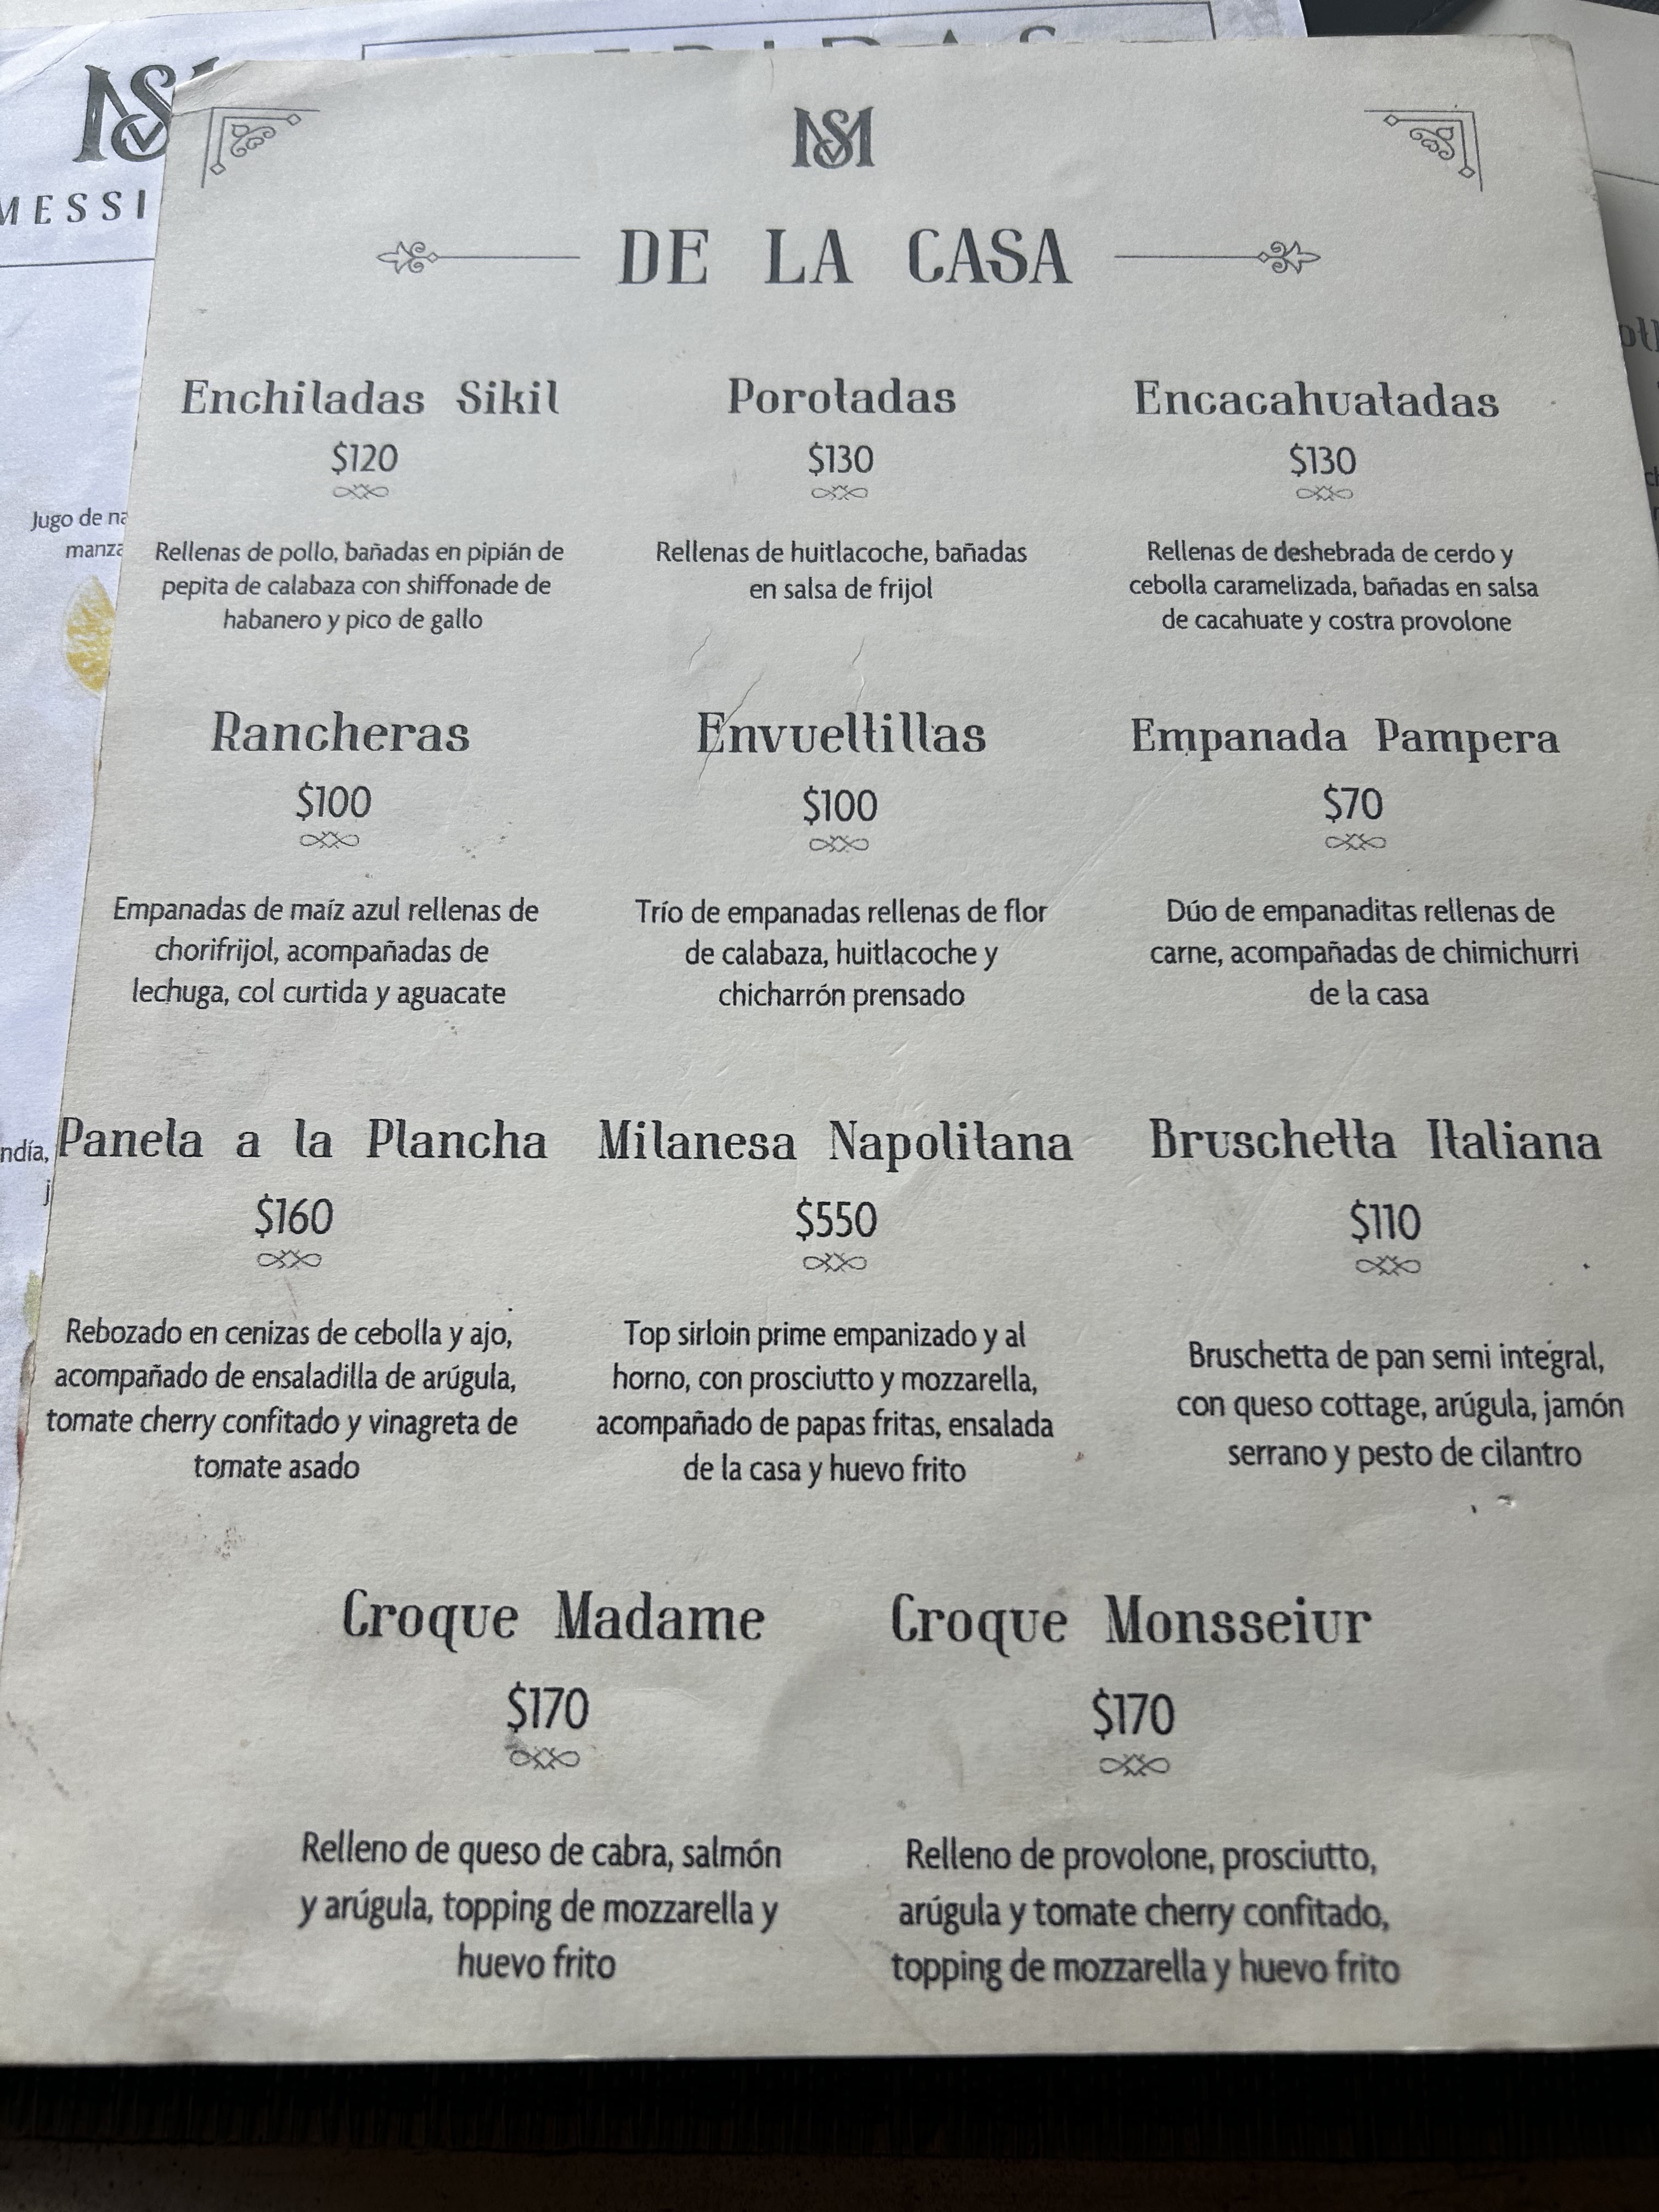 MESSI
DE LA CASA
Enchiladas Sikil
$120
Rellenas de pollo, bañadas en pipián de
pepita de calabaza con shiffonade de
habanero y pico de gallo
Porotadas
$130
Rellenas de huitlacoche, bañadas
en salsa de frijol
Encacahuatadas
$130
Rellenas de deshebrada de cerdo y
cebolla caramelizada, bañadas en salsa
de cacahuate y costra provolone
Rancheras
$100
Empanadas de maíz azul rellenas de
chorifrijol, acompañadas de
lechuga, col curtida y aguacate
Envueltillas
$100
Trío de empanadas rellenas de flor
de calabaza, huitlacoche y
chicharrón prensado
Empanada Pampera
$70
Dúo de empanaditas rellenas de
carne, acompañadas de chimichurri
de la casa
Panela a la Plancha
$160
Rebozado en cenizas de cebolla y ajo,
acompañado de ensaladilla de arúgula,
tomate cherry confitado y vinagreta de
tomate asado
Milanesa Napolitana
$550
Top sirloin prime empanizado y al
horno, con prosciutto y mozzarella,
acompañado de papas fritas, ensalada
de la casa y huevo frito
Bruschetta Italiana
$110
Bruschetta de pan semi integral,
con queso cottage, arúgula, jamón
serrano y pesto de cilantro
Croque Madame
$170
Relleno de queso de cabra, salmón
y arúgula, topping de mozzarella y
huevo frito
Croque Monsseiur
$170
Relleno de provolone, prosciutto,
arúgula y tomate cherry confitado,
topping de mozzarella y huevo frito
Jugo de na
manza
ndía,
j